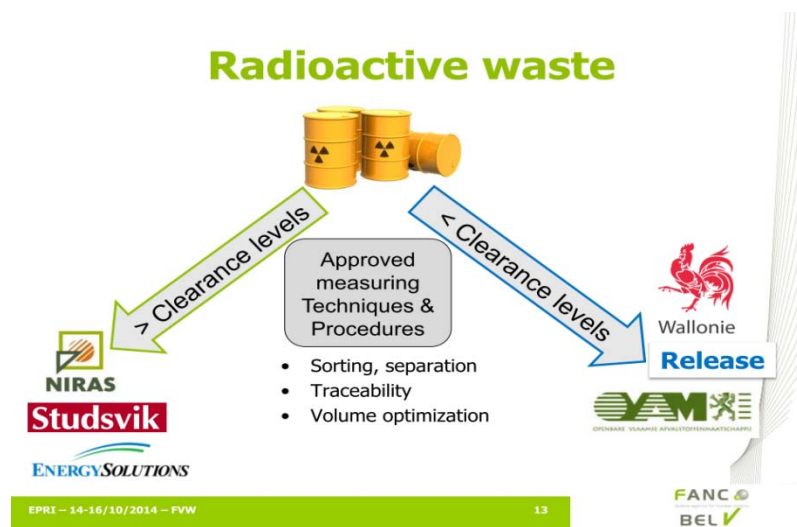 Radioactive waste
> Clearance levels
< Clearance levels
Approved
measuring
Techniques &
Procedures
• Sorting, separation
• Traceability
• Volume optimization
NIRAS
Studsvik
ENERGYSOLUTIONS
Wallonie
Release
OVAM
OPENBARE VLAAMSE AFVALSTOFFENMAATSCHAPPIJ
EPRI – 14-16/10/2014 – FVW
13
FANC
BEL V